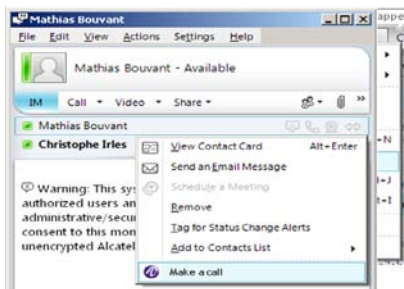 Mathias Bouvant
File Edit View Actions Settings Help
Mathias Bouvant - Available
IM Call Video Share
Mathias Bouvant
Christophe Irles
View Contact Card Alt+Enter
Send an Email Message
Schedule a Meeting
Remove
Tag for Status Change Alerts
Add to Contacts List
Make a call
Warning: This sys
authorized users an
administrative/secur
consent to this mon
unencrypted Alcatel